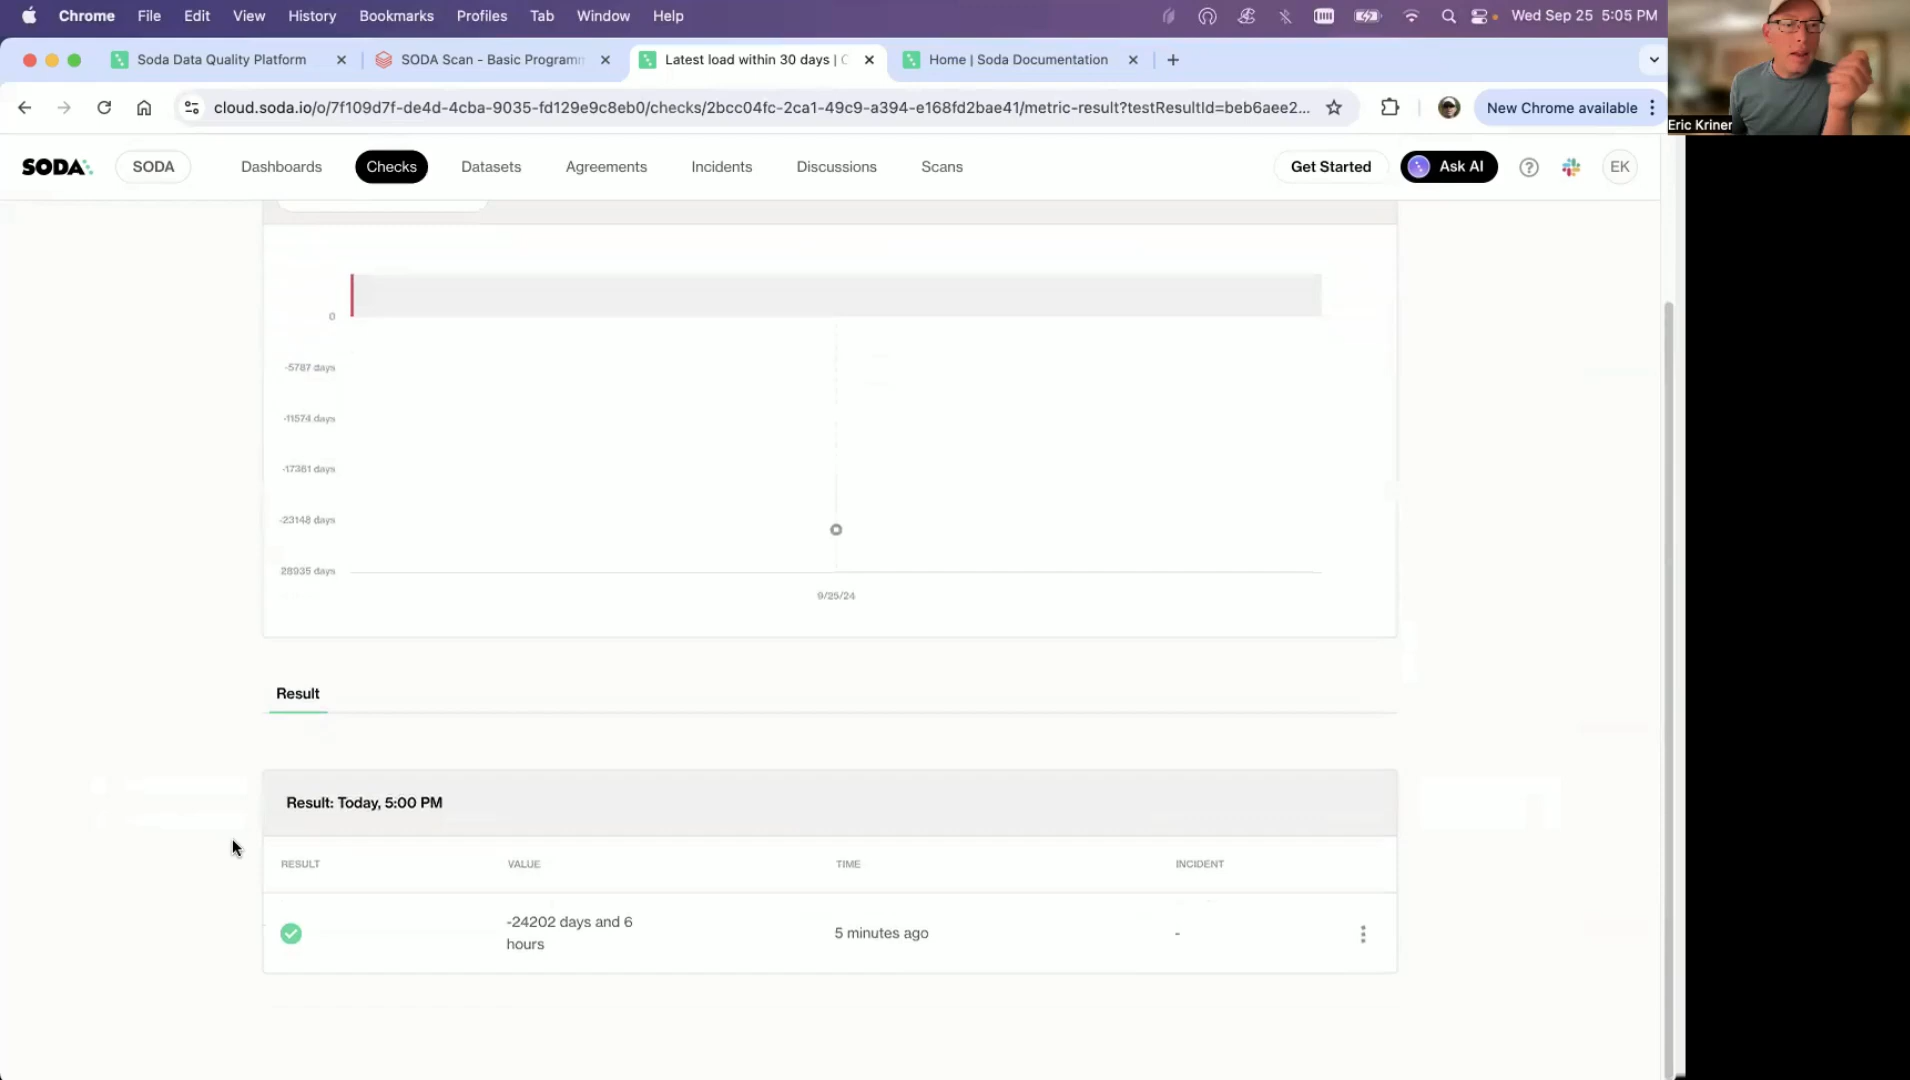 Chrome File Edit View History Bookmarks Profiles Tab Window Help Wed Sep 25 5:05 PM
Soda Data Quality Platform SODA Scan - Basic Programm Latest load within 30 days | C Home | Soda Documentation
cloud.soda.io/o/7f109d7f-de4d-4cba-9035-fd129e9c8eb0/checks/2bcc04fc-2ca1-49c9-a394-e168fd2bae41/metric-result?testResultId=beb6aee2... New Chrome available
Eric Kriner
SODA SODA Dashboards Checks Datasets Agreements Incidents Discussions Scans Get Started Ask AI EK
0
-5787 days
-11574 days
-17361 days
-23148 days
28935 days
9/25/24
Result
Result: Today, 5:00 PM
RESULT VALUE TIME INCIDENT
-24202 days and 6
hours
5 minutes ago
-